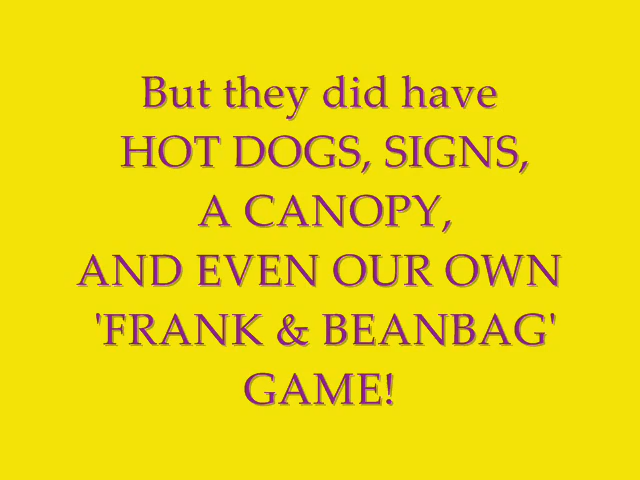 But they did have
HOT DOGS, SIGNS,
A CANOPY,
AND EVEN OUR OWN
'FRANK & BEANBAG'
GAME!